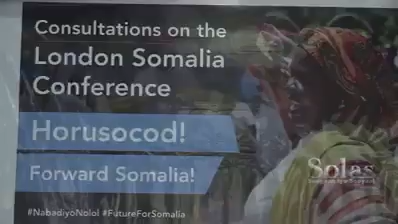 Consultations on the
London Somalia
Conference
Horusocod!
Forward Somalia!
Solas
#NabadiyoNolol #FutureForSomalia